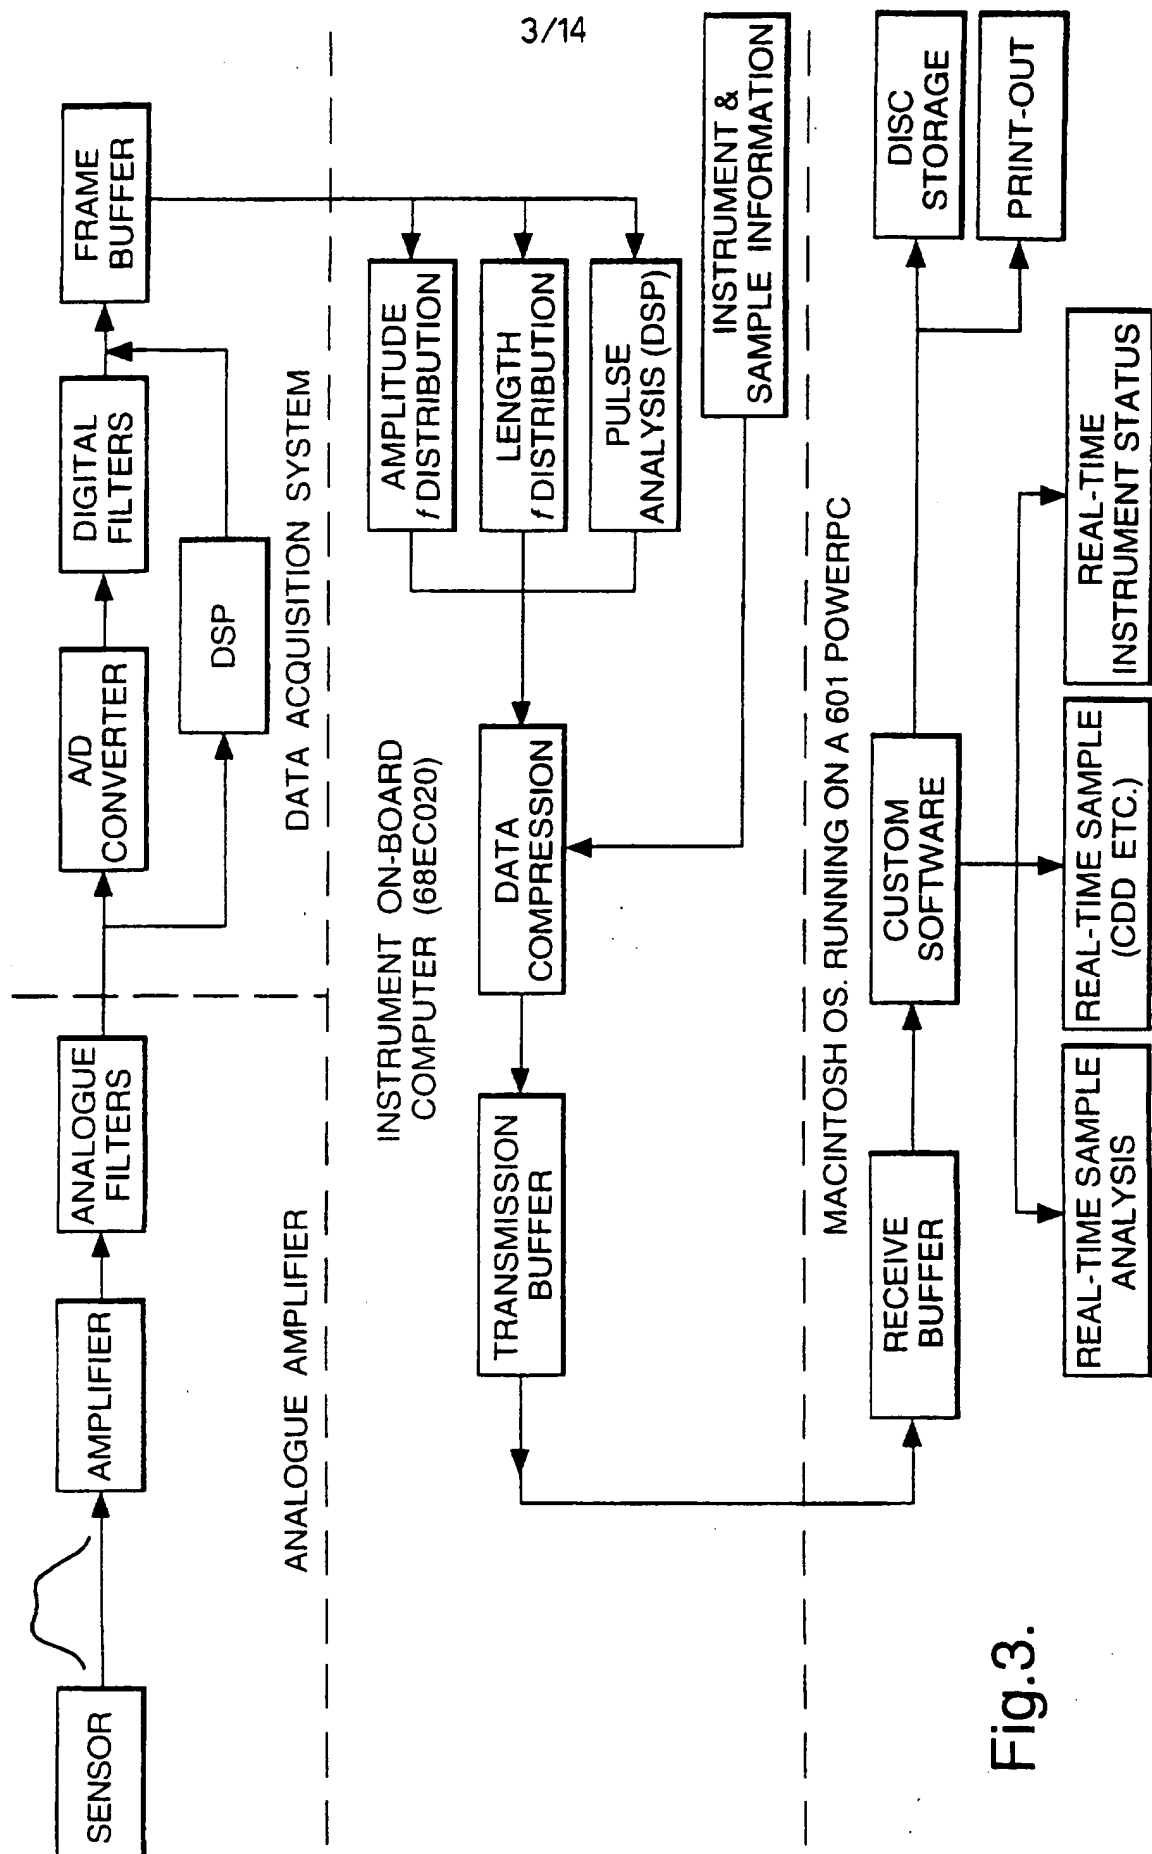 3/14
SENSOR
AMPLIFIER
ANALOGUE
FILTERS
A/D
CONVERTER
DIGITAL
FILTERS
FRAME
BUFFER
DSP
ANALOGUE AMPLIFIER
DATA ACQUISITION SYSTEM
INSTRUMENT ON-BOARD
COMPUTER (68EC020)
AMPLITUDE
f DISTRIBUTION
LENGTH
f DISTRIBUTION
PULSE
ANALYSIS (DSP)
TRANSMISSION
BUFFER
DATA
COMPRESSION
INSTRUMENT &
SAMPLE INFORMATION
MACINTOSH OS. RUNNING ON A 601 POWERPC
RECEIVE
BUFFER
CUSTOM
SOFTWARE
DISC
STORAGE
PRINT-OUT
REAL-TIME SAMPLE
ANALYSIS
REAL-TIME SAMPLE
(CDD ETC.)
REAL-TIME
INSTRUMENT STATUS
Fig.3.